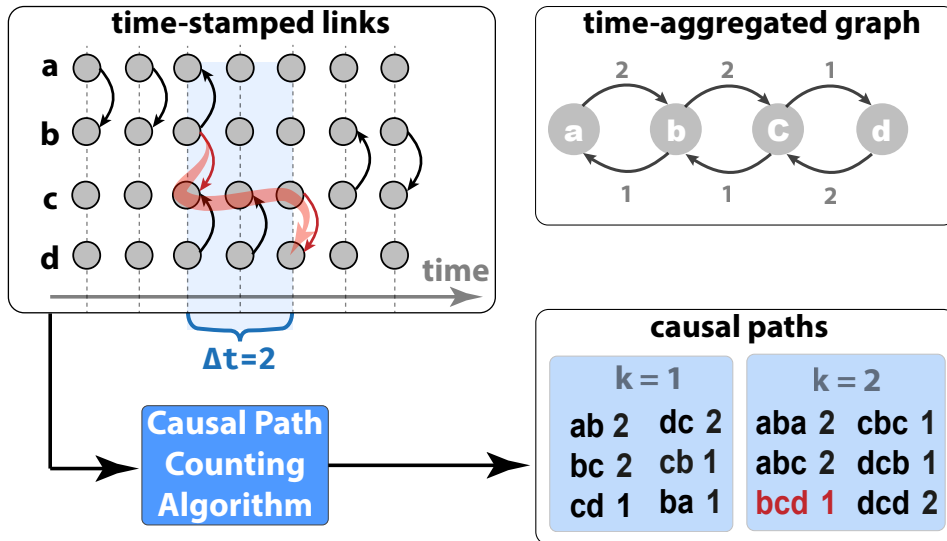 time-stamped links
a
b
c
d
time
Δt=2
time-aggregated graph
2 2 1
a b C d
1 1 2
Causal Path
Counting
Algorithm
causal paths
k = 1
ab 2 dc 2
bc 2 cb 1
cd 1 ba 1
k = 2
aba 2 cbc 1
abc 2 dcb 1
bcd 1 dcd 2